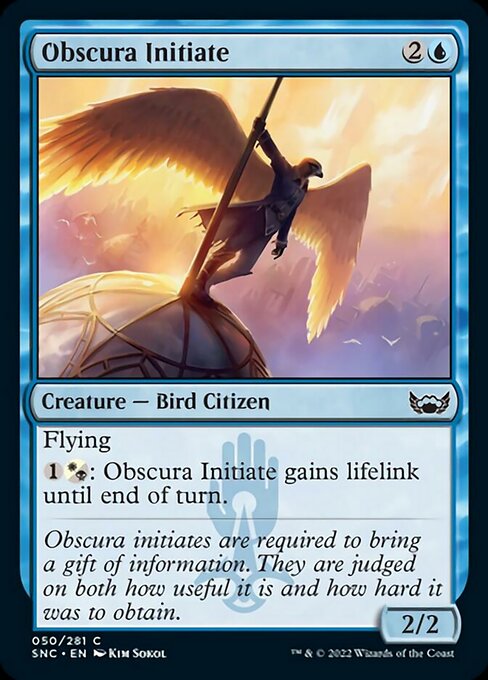 Obscura Initiate 2
Creature — Bird Citizen
Flying
1 : Obscura Initiate gains lifelink
until end of turn.
Obscura initiates are required to bring
a gift of information. They are judged
on both how useful it is and how hard it
was to obtain.
2/2
050/281 C
SNC • EN Kim Sokol
™ & © 2022 Wizards of the Coast